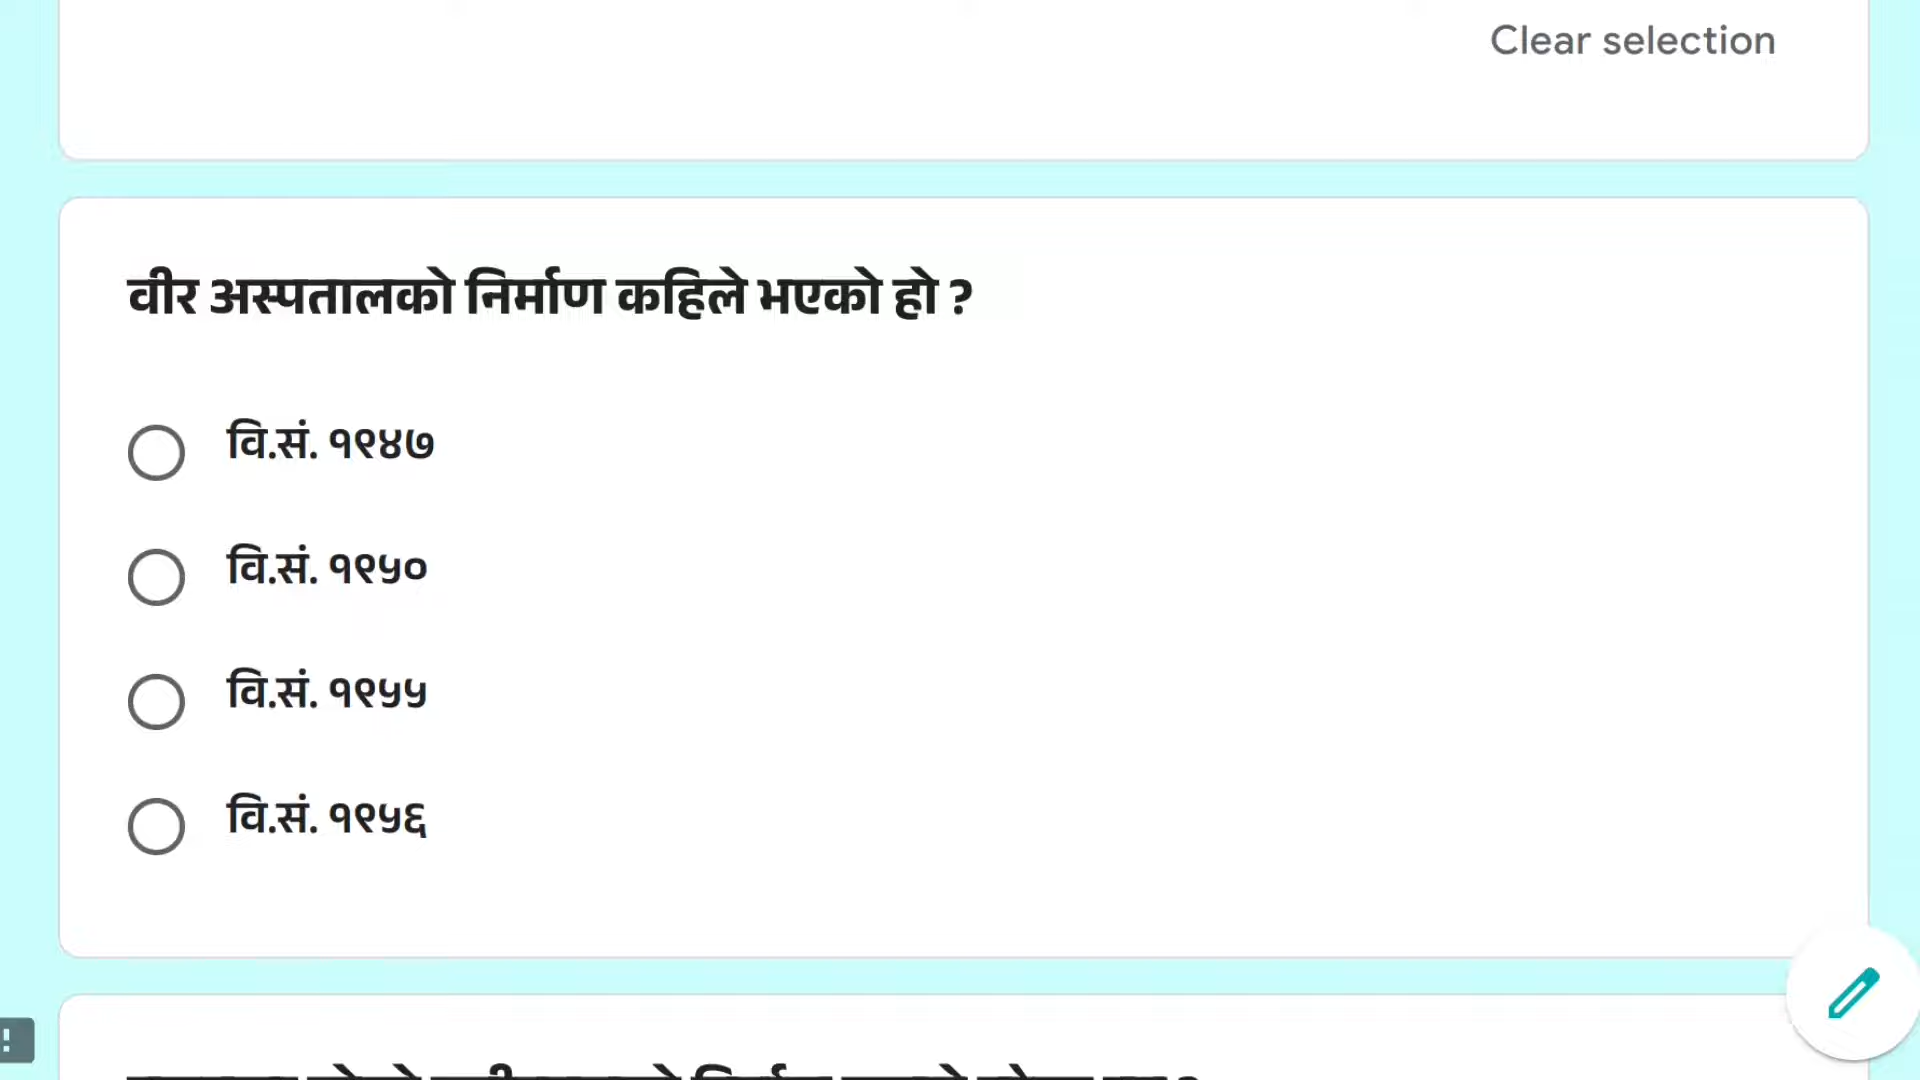 Clear selection
वीर अस्पतालको निर्माण कहिले भएको हो ?
वि.सं. १९४७
वि.सं. १९५०
वि.सं. १९५५
वि.सं. १९५६